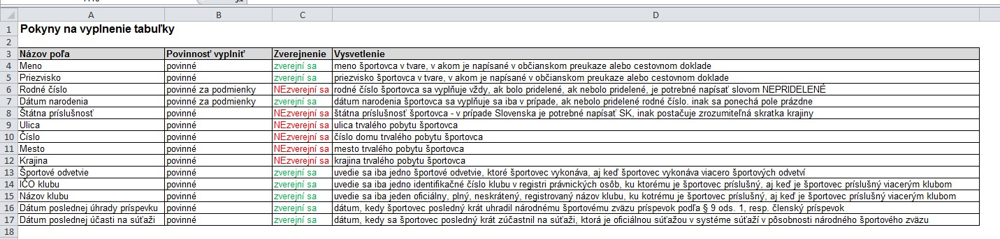 A B C D
1 Pokyny na vyplnenie tabuľky
2
3 Názov poľa Povinnosť vyplniť Zverejnenie Vysvetlenie
4 Meno povinné zverejní sa meno športovca v tvare, v akom je napísané v občianskom preukaze alebo cestovnom doklade
5 Priezvisko povinné zverejní sa priezvisko športovca v tvare, v akom je napísané v občianskom preukaze alebo cestovnom doklade
6 Rodné číslo povinné za podmienky NEzverejní sa rodné číslo športovca sa vyplňuje vždy, ak bolo pridelené, ak nebolo pridelené, je potrebné napísať slovom NEPRIDELENÉ
7 Dátum narodenia povinné za podmienky zverejní sa dátum narodenia športovca sa vyplňuje sa iba v prípade, ak nebolo pridelené rodné číslo. inak sa ponechá pole prázdne
8 Štátna príslušnosť povinné NEzverejní sa štátna príslušnosť športovca - v prípade Slovenska je potrebné napísať SK, inak postačuje zrozumiteľná skratka krajiny
9 Ulica povinné NEzverejní sa ulica trvalého pobytu športovca
10 Číslo povinné NEzverejní sa číslo domu trvalého pobytu športovca
11 Mesto povinné NEzverejní sa mesto trvalého pobytu športovca
12 Krajina povinné NEzverejní sa krajina trvalého pobytu športovca
13 Športové odvetvie povinné zverejní sa uvedie sa iba jedno športové odvetvie, ktoré športovec vykonáva, aj keď športovec vykonáva viacero športových odvetví
14 IČO klubu povinné zverejní sa uvedie sa iba jedno identifikačné číslo klubu v registri právnických osôb, ku ktorému je športovec príslušný, aj keď je športovec príslušný viacerým klubom
15 Názov klubu povinné zverejní sa uvedie sa iba jeden oficiálny, plný, neskrátený, registrovaný názov klubu, ku kotrému je športovec príslušný, aj keď je športovec príslušný viacerým klubom
16 Dátum poslednej úhrady príspevku povinné zverejní sa dátum, kedy športovec posledný krát uhradil národnému športovému zväzu príspevok podľa § 9 ods. 1, resp. členský príspevok
17 Dátum poslednej účasti na súťaži povinné zverejní sa dátum, kedy sa športovec posledný krát zúčastnil na súťaži, ktorá je oficiálnou súťažou v systéme súťaží v pôsobnosti národného športového zväzu
18